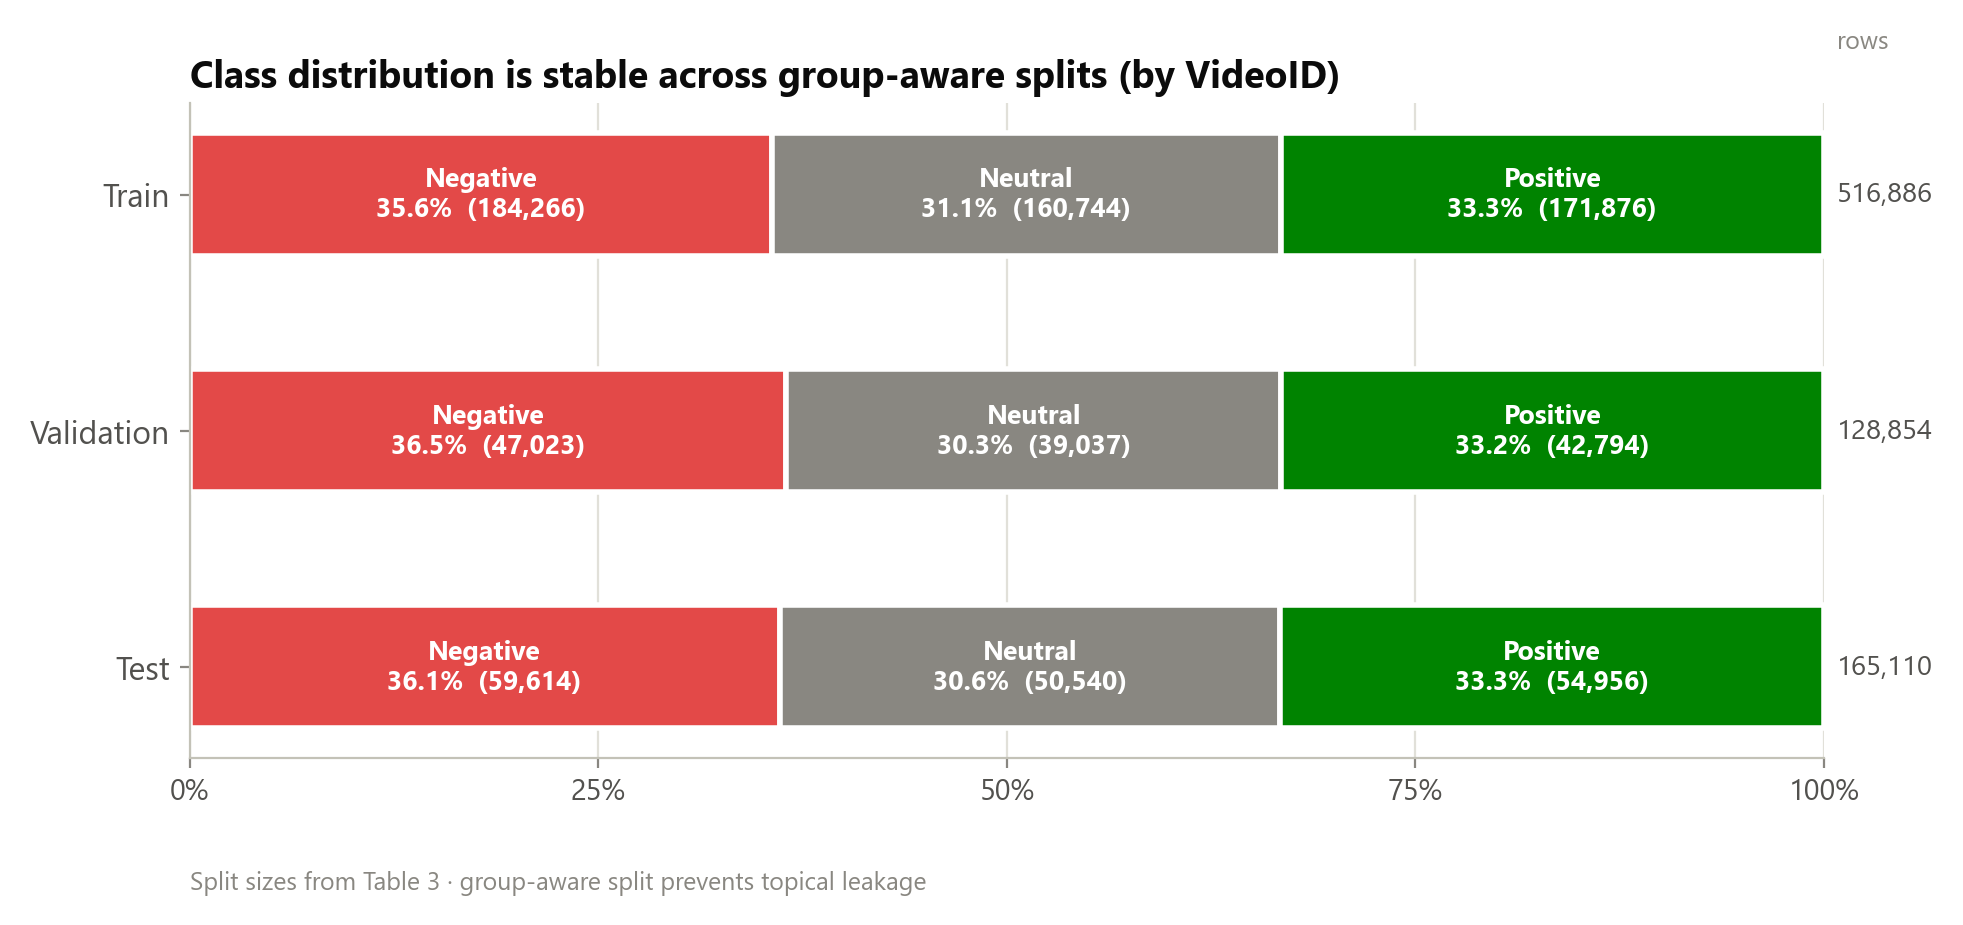 rows
Class distribution is stable across group-aware splits (by VideoID)
Train
Negative
35.6% (184,266)
Neutral
31.1% (160,744)
Positive
33.3% (171,876)
516,886
Validation
Negative
36.5% (47,023)
Neutral
30.3% (39,037)
Positive
33.2% (42,794)
128,854
Test
Negative
36.1% (59,614)
Neutral
30.6% (50,540)
Positive
33.3% (54,956)
165,110
0% 25% 50% 75% 100%
Split sizes from Table 3 · group-aware split prevents topical leakage